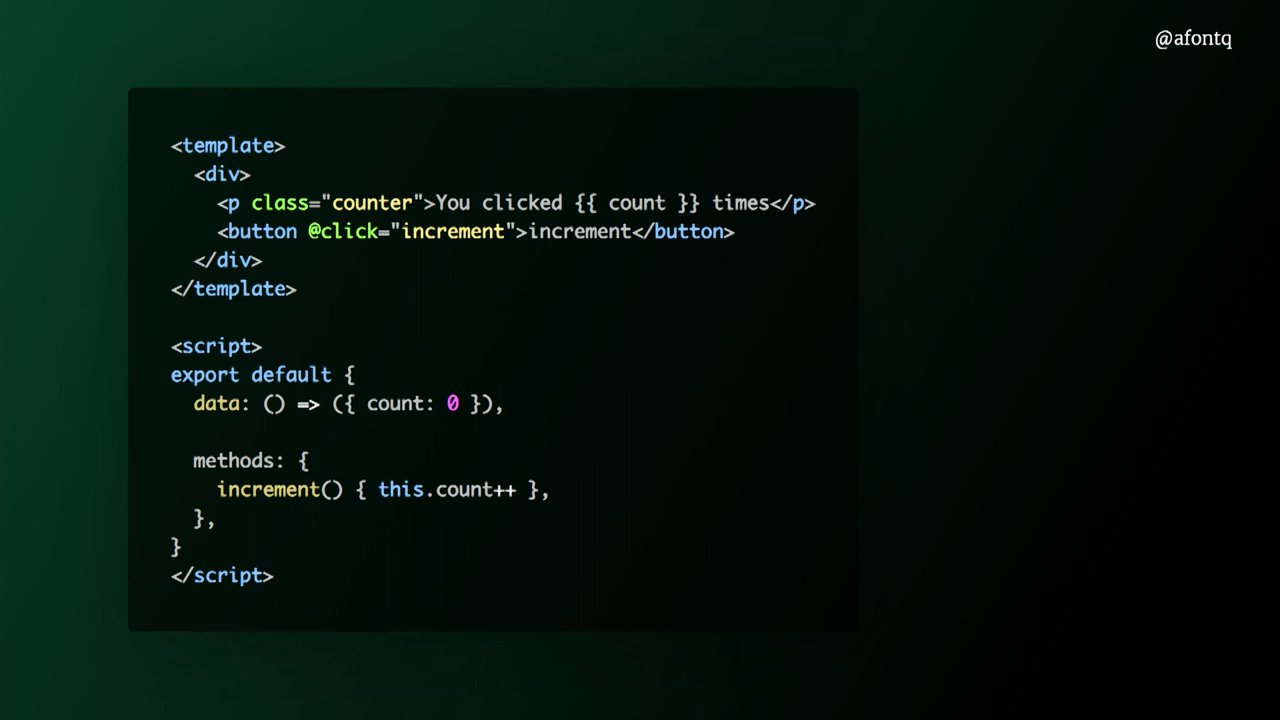 @afontq
<template>
  <div>
    <p class="counter">You clicked {{ count }} times</p>
    <button @click="increment">increment</button>
  </div>
</template>

<script>
export default {
  data: () => ({ count: 0 }),

  methods: {
    increment() { this.count++ },
  },
}
</script>